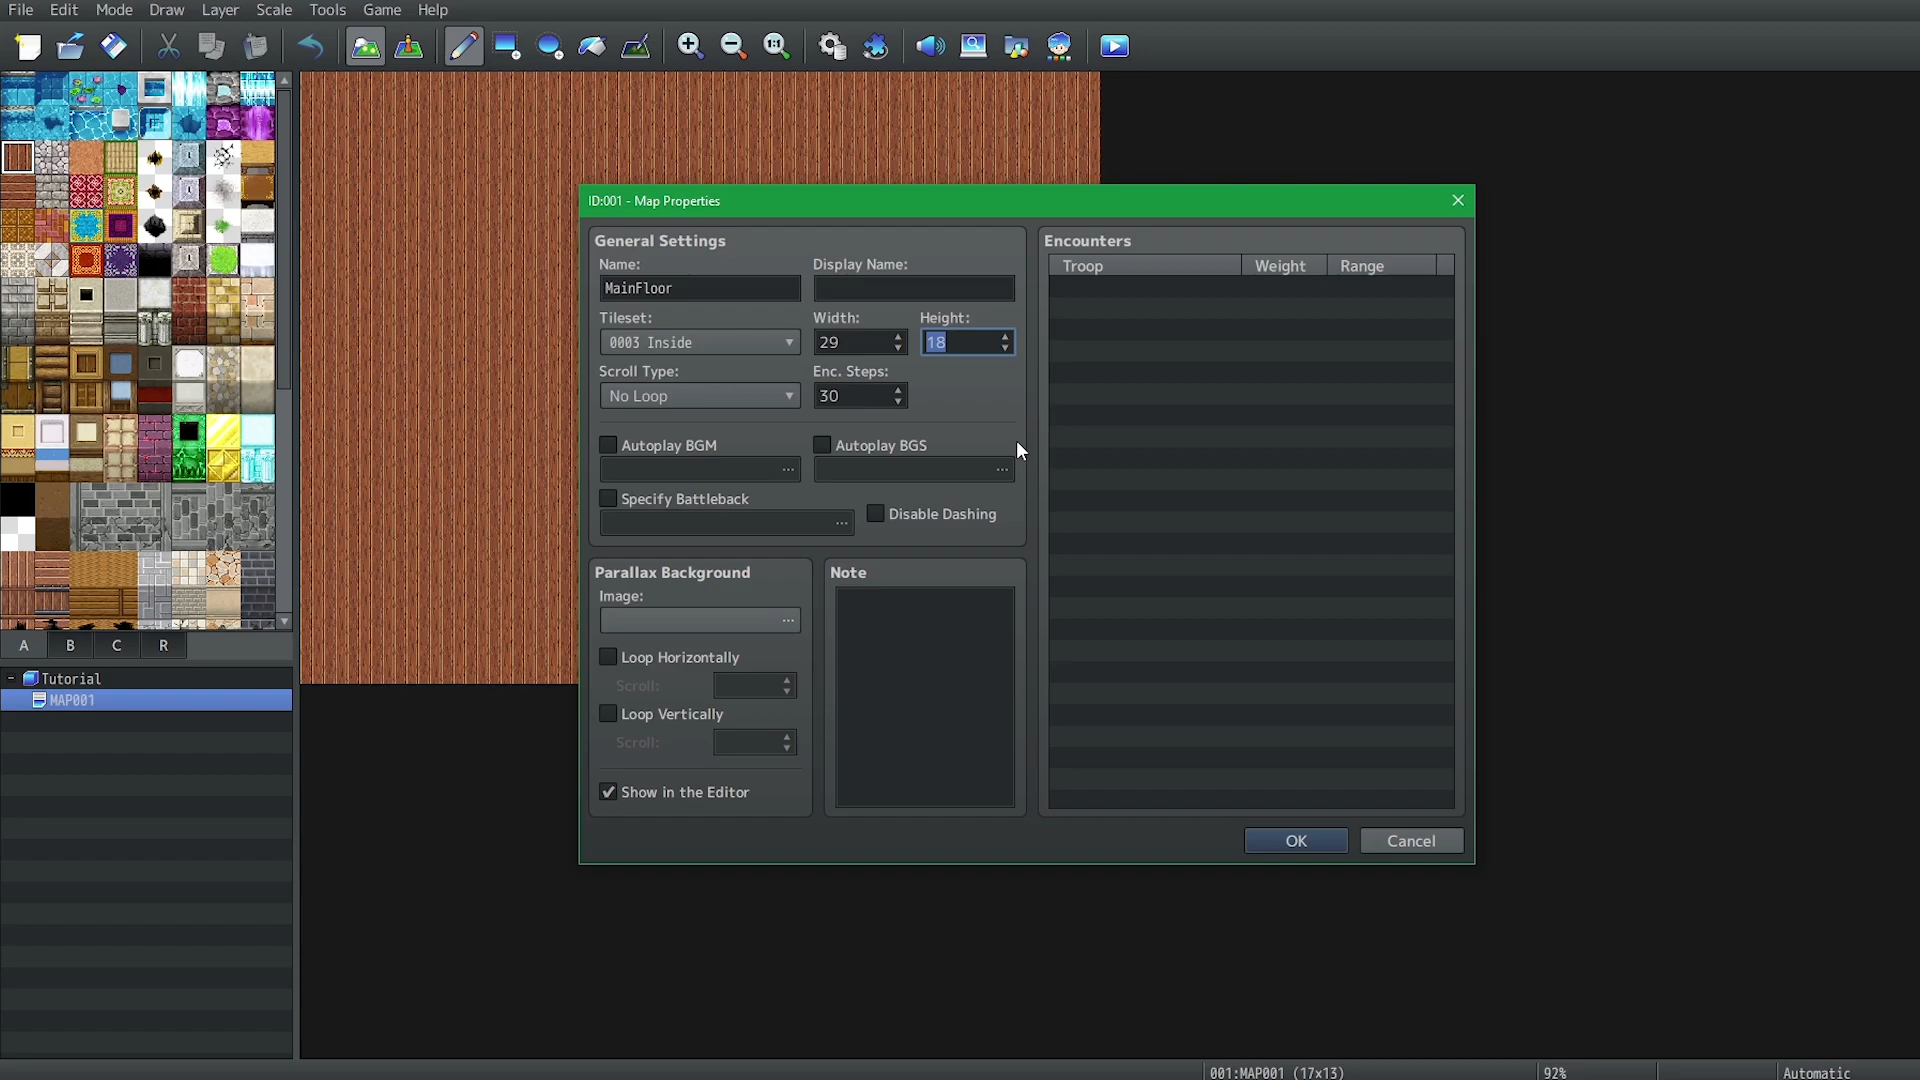 File Edit Mode Draw Layer Scale Tools Game Help
1:1
ID:001 - Map Properties
General Settings
Name:
Display Name:
MainFloor
Tileset:
Width:
Height:
0003 Inside
29
18
Scroll Type:
Enc. Steps:
No Loop
30
Autoplay BGM
Autoplay BGS
...
...
Specify Battleback
...
Disable Dashing
Parallax Background
Image:
...
Loop Horizontally
Scroll:
Loop Vertically
Scroll:
Show in the Editor
Note
Encounters
Troop Weight Range
OK Cancel
A B C R
Tutorial
MAP001
001:MAP001 (17x13) 92% Automatic